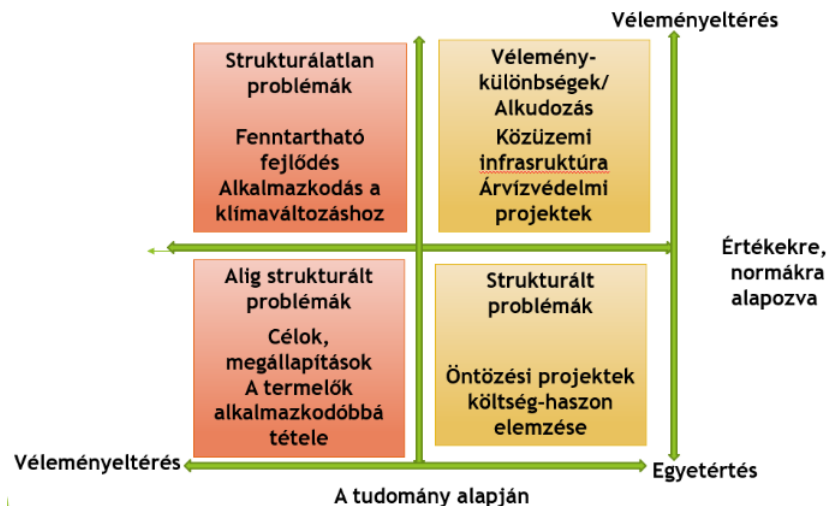 Véleményeltérés
Strukturálatlan
problémák
Fenntartható
fejlődés
Alkalmazkodás a
klímaváltozáshoz
Vélemény-
különbségek/
Alkudozás
Közüzemi
infrasruktúra
Árvízvédelmi
projektek
Értékekre,
normákra
alapozva
Alig strukturált
problémák
Célok,
megállapítások
A termelők
alkalmazkodóbbá
tétele
Strukturált
problémák
Öntözési projektek
költség-haszon
elemzése
Véleményeltérés
Egyetértés
A tudomány alapján